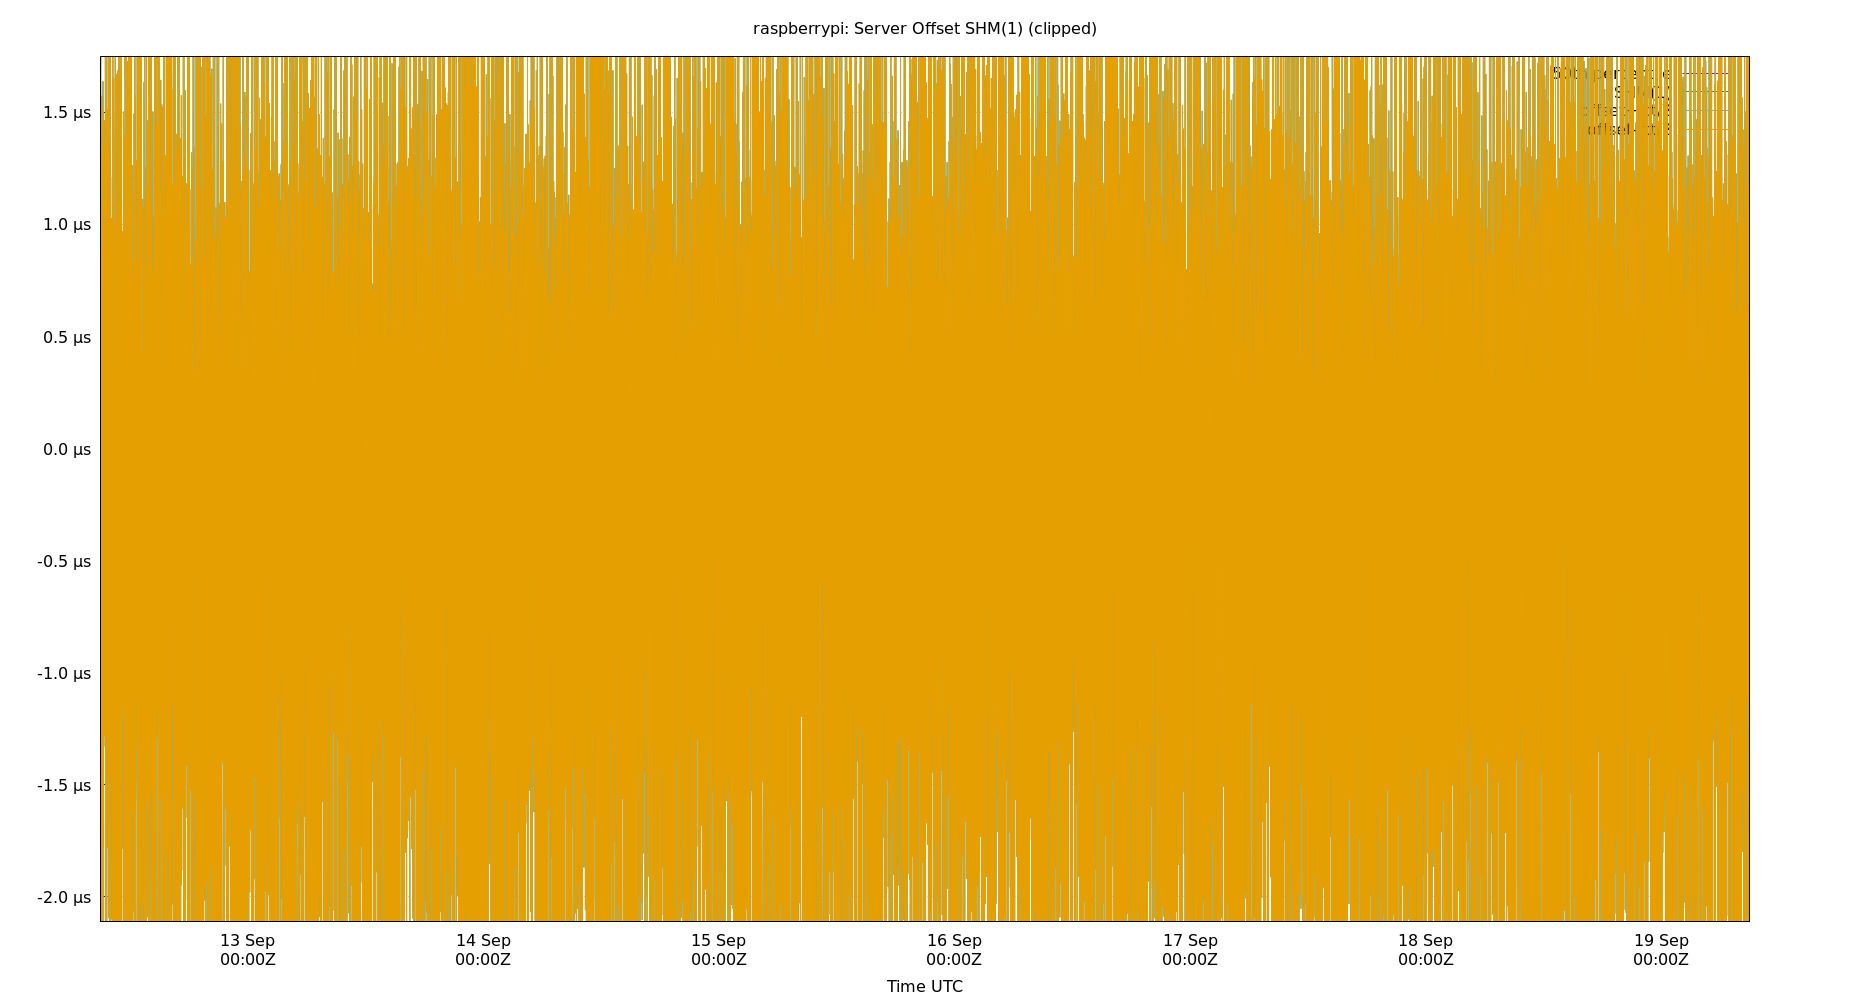 raspberrypi: Server Offset SHM(1) (clipped)
1.5 µs
1.0 µs
0.5 µs
0.0 µs
-0.5 µs
-1.0 µs
-1.5 µs
-2.0 µs
13 Sep 14 Sep 15 Sep 16 Sep 17 Sep 18 Sep 19 Sep
00:00Z 00:00Z 00:00Z 00:00Z 00:00Z 00:00Z 00:00Z
Time UTC